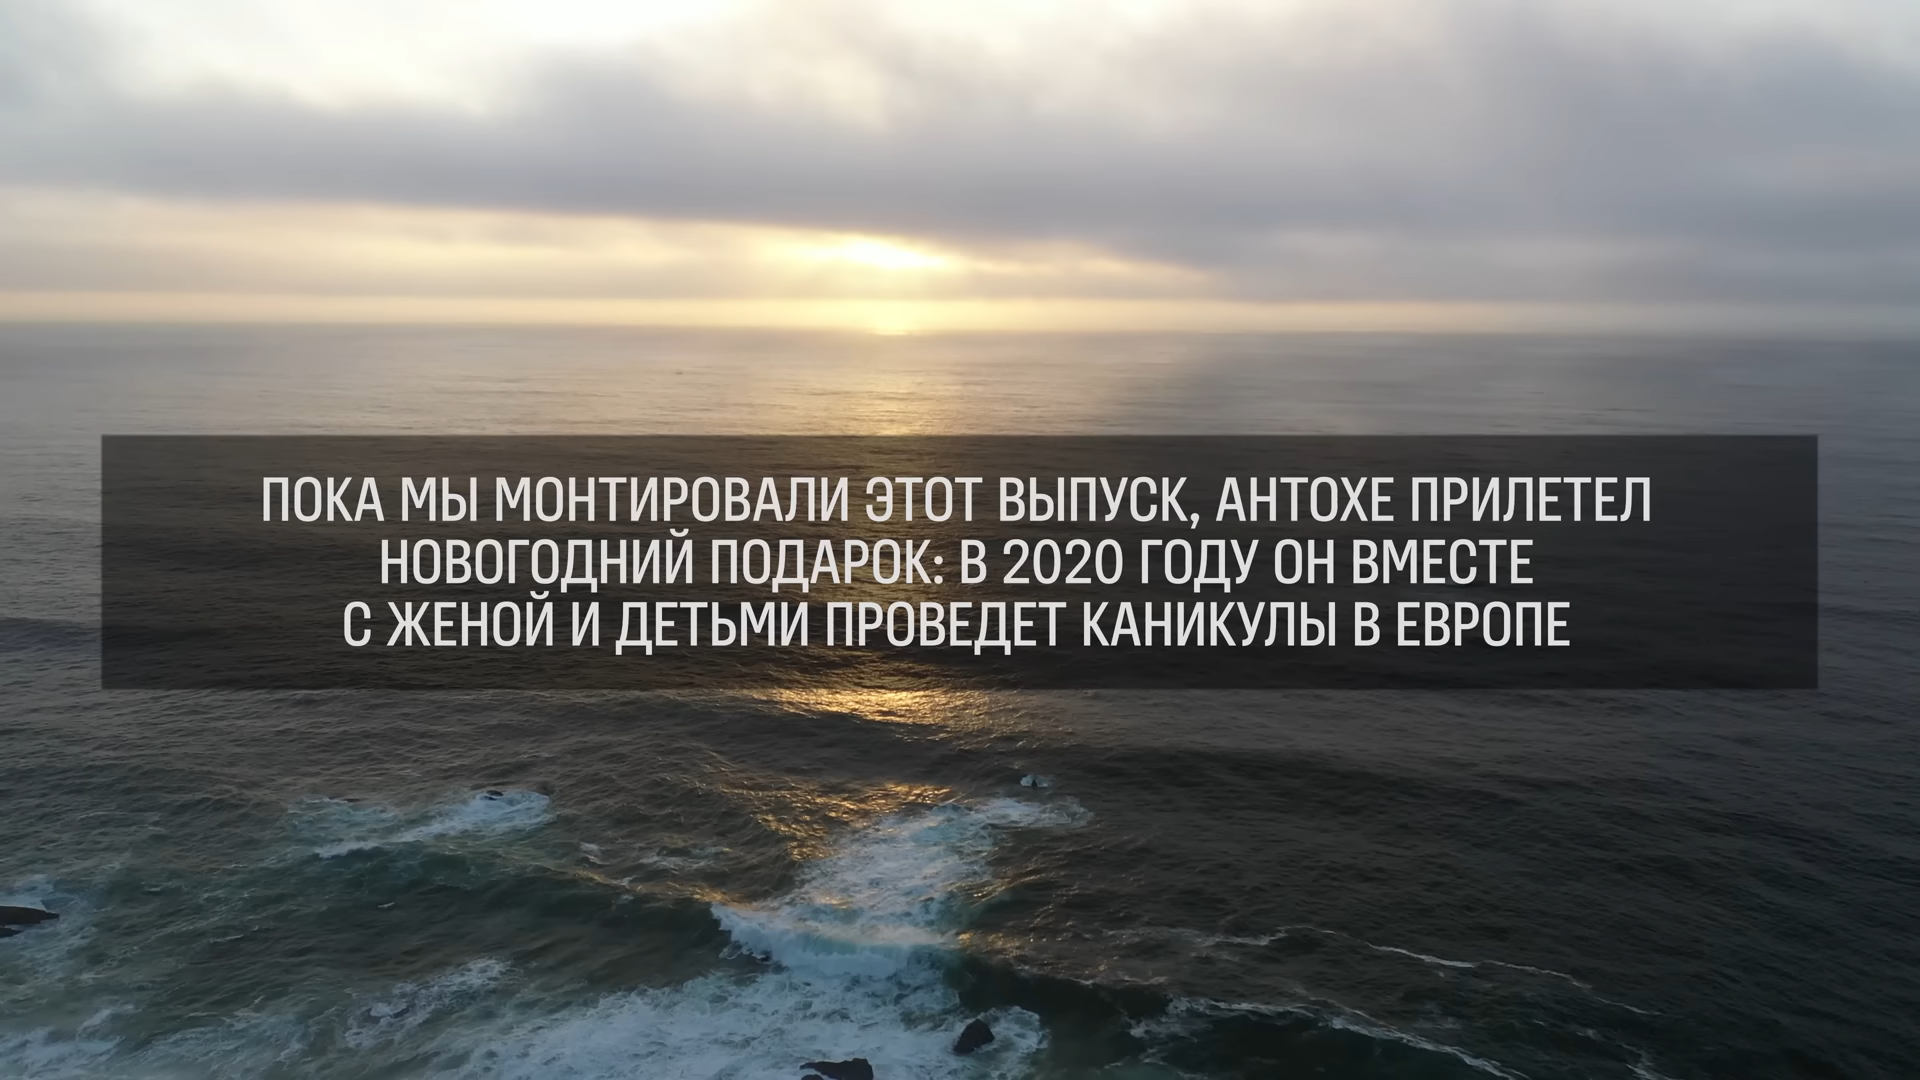 ПОКА МЫ МОНТИРОВАЛИ ЭТОТ ВЫПУСК, АНТОХЕ ПРИЛЕТЕЛ
НОВОГОДНИЙ ПОДАРОК: В 2020 ГОДУ ОН ВМЕСТЕ
С ЖЕНОЙ И ДЕТЬМИ ПРОВЕДЕТ КАНИКУЛЫ В ЕВРОПЕ